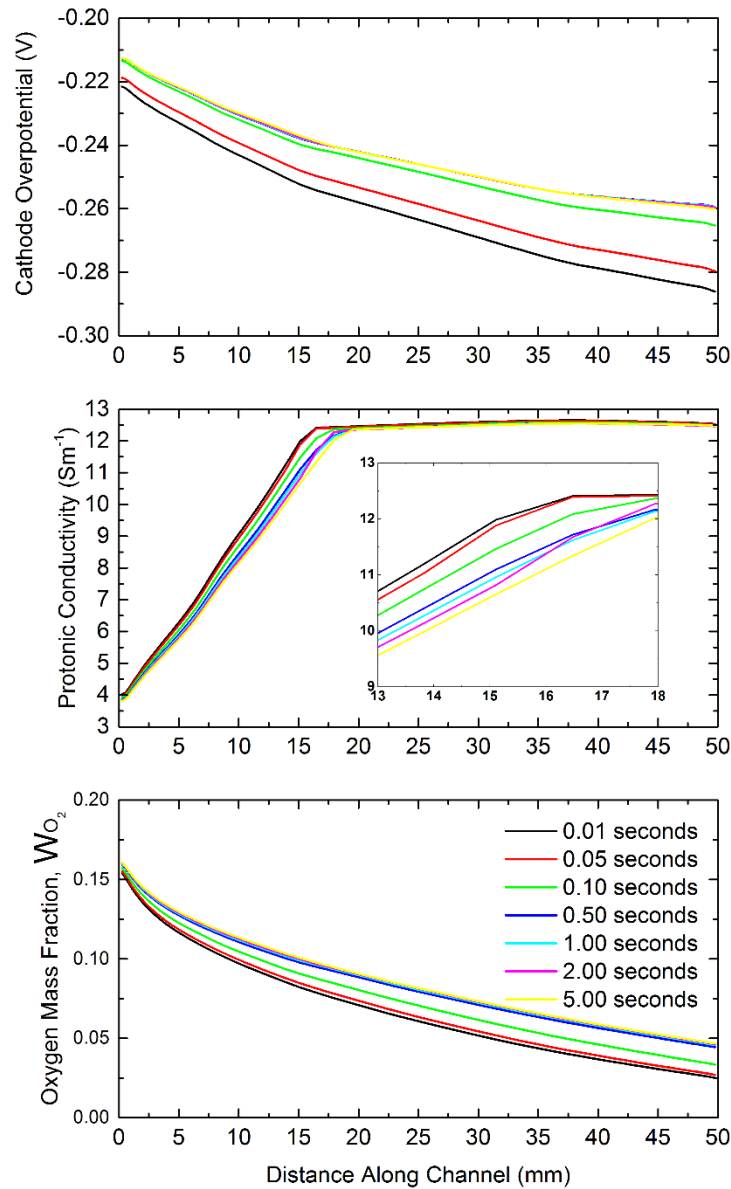 -0.20
-0.22
-0.24
-0.26
-0.28
-0.30
Cathode Overpotential (V)
0 5 10 15 20 25 30 35 40 45 50
13
12
11
10
9
8
7
6
5
4
3
Protonic Conductivity (Sm⁻¹)
13
12
11
10
9
13 14 15 16 17 18
0 5 10 15 20 25 30 35 40 45 50
0.20
0.15
0.10
0.05
0.00
Oxygen Mass Fraction, W_{O₂}
0.01 seconds
0.05 seconds
0.10 seconds
0.50 seconds
1.00 seconds
2.00 seconds
5.00 seconds
0 5 10 15 20 25 30 35 40 45 50
Distance Along Channel (mm)